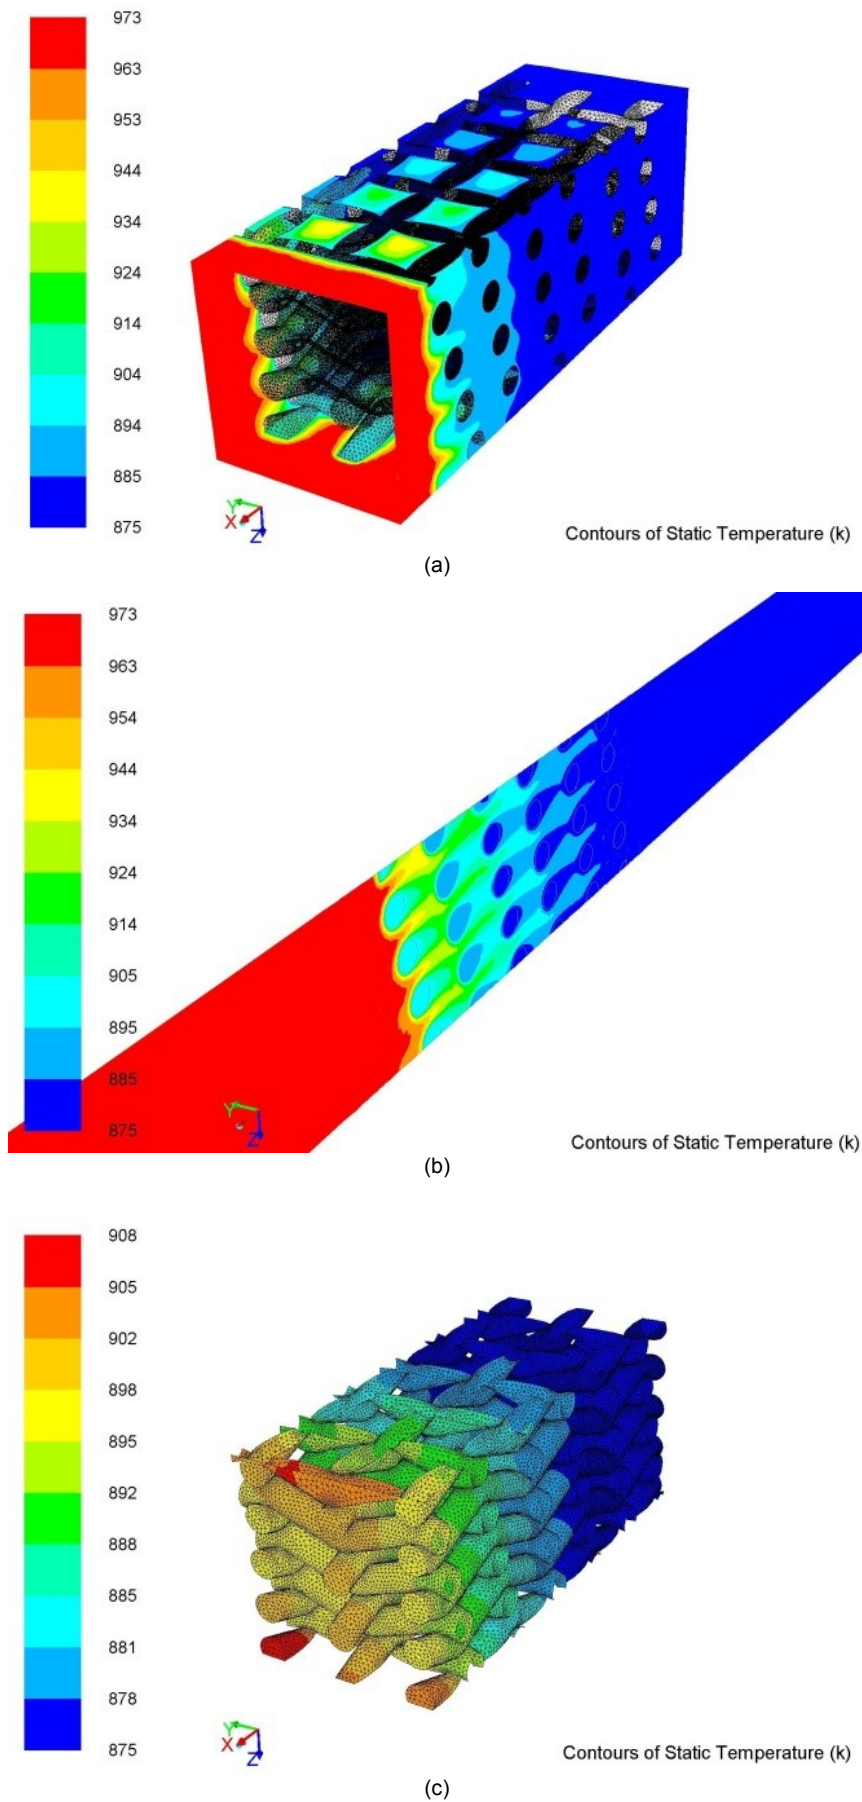 973
963
953
944
934
924
914
904
894
885
875
Y
X
Z
Contours of Static Temperature (k)
(a)
973
963
954
944
934
924
914
905
895
885
875
Y
Z
Contours of Static Temperature (k)
(b)
908
905
902
898
895
892
888
885
881
878
875
Y
X
Z
Contours of Static Temperature (k)
(c)